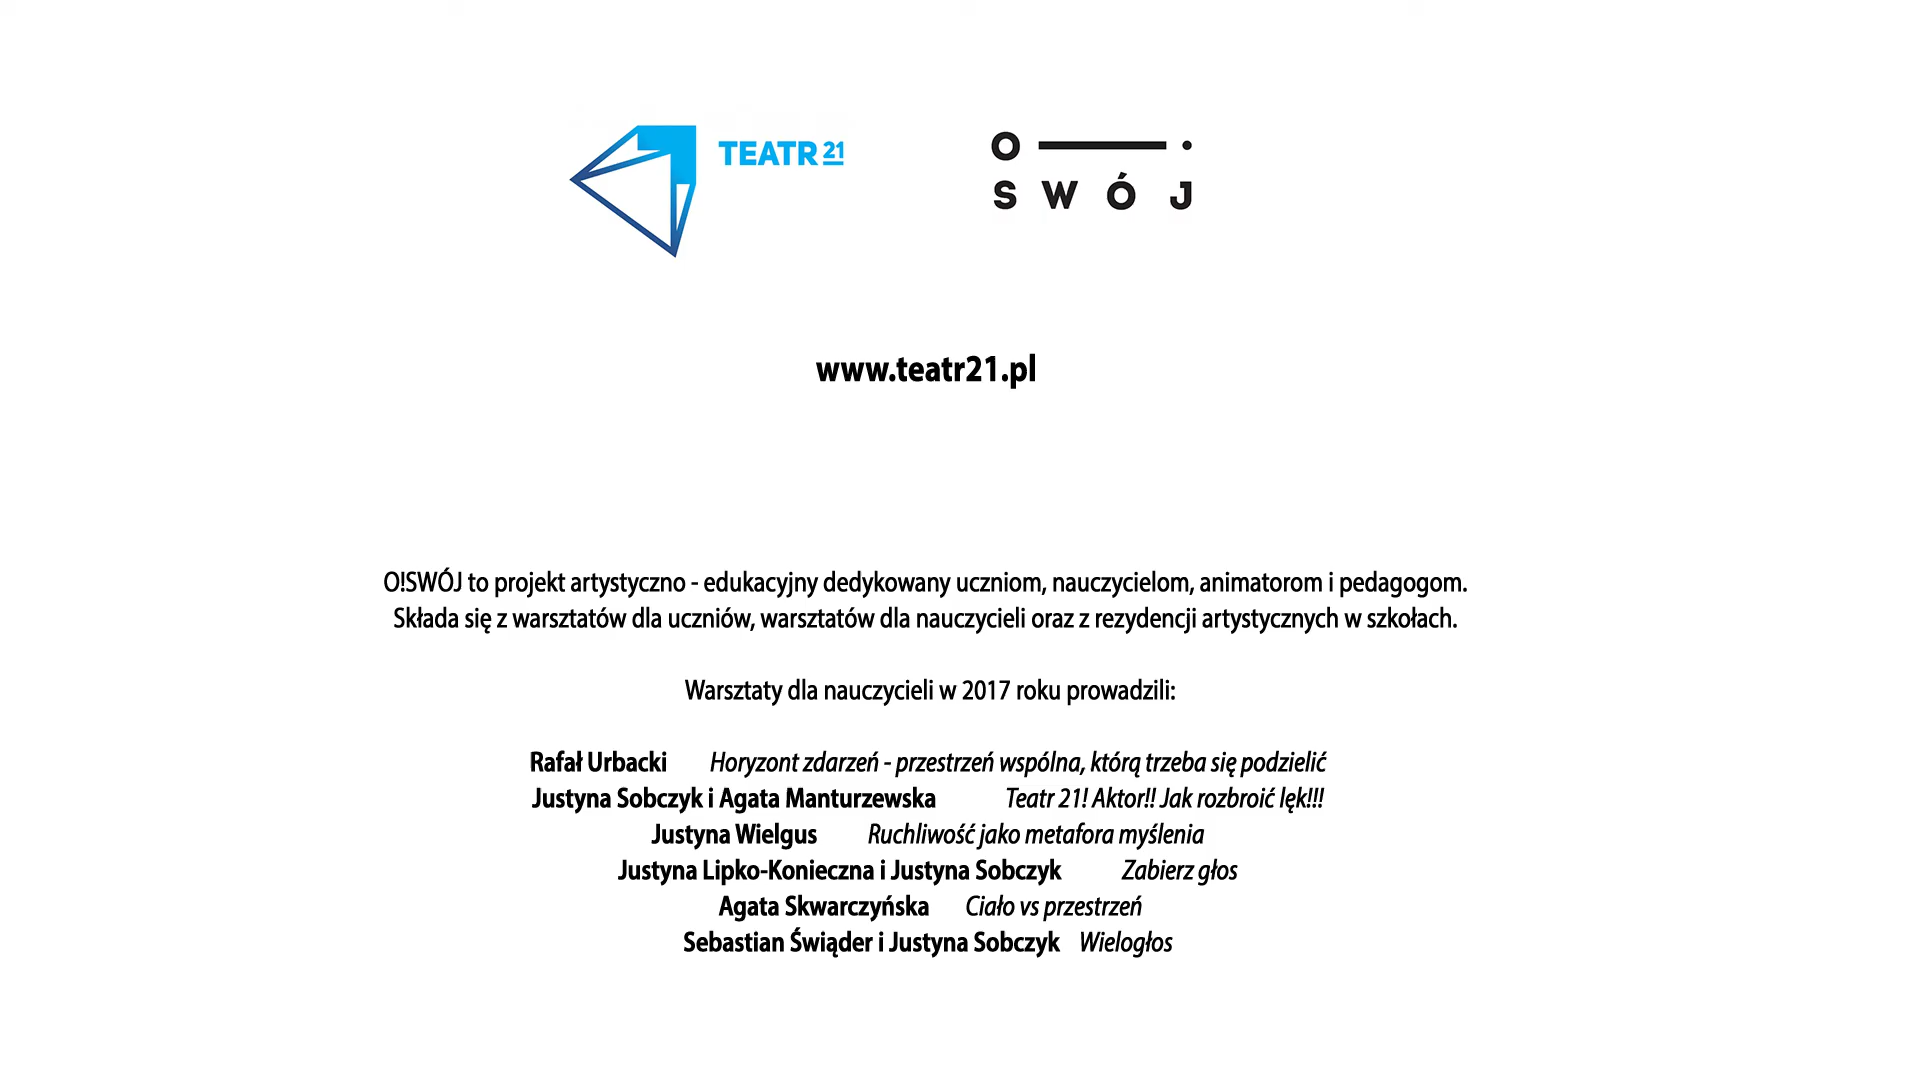 TEATR 21
O!
SWÓJ
www.teatr21.pl
O!SWÓJ to projekt artystyczno - edukacyjny dedykowany uczniom, nauczycielom, animatorom i pedagogom.
Składa się z warsztatów dla uczniów, warsztatów dla nauczycieli oraz z rezydencji artystycznych w szkołach.
Warsztaty dla nauczycieli w 2017 roku prowadzili:
Rafał Urbacki Horyzont zdarzeń - przestrzeń wspólna, którą trzeba się podzielić
Justyna Sobczyk i Agata Manturzewska Teatr 21! Aktor!! Jak rozbroić lęk!!!
Justyna Wielgus Ruchliwość jako metafora myślenia
Justyna Lipko-Konieczna i Justyna Sobczyk Zabierz głos
Agata Skwarczyńska Ciało vs przestrzeń
Sebastian Świąder i Justyna Sobczyk Wielogłos